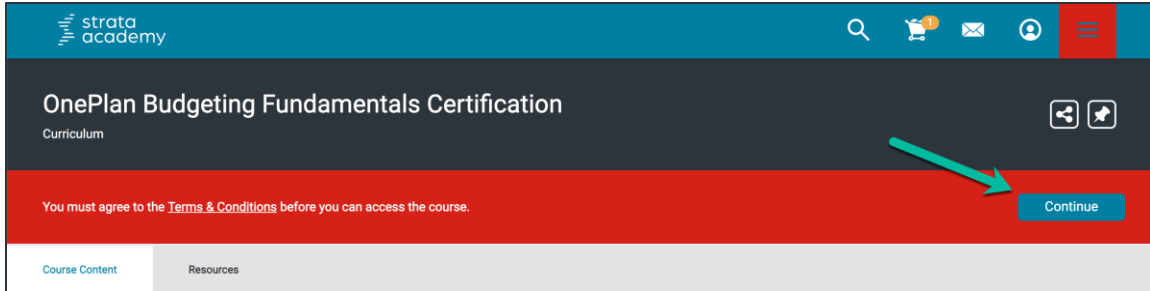 strata
academy
1
OnePlan Budgeting Fundamentals Certification
Curriculum
You must agree to the Terms & Conditions before you can access the course.
Continue
Course Content
Resources